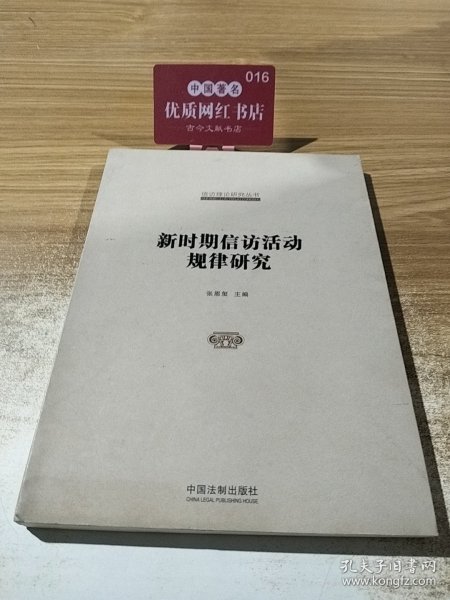 016
中国著名
优质网红书店
古今文献书店
信访理论研究丛书
新时期信访活动
规律研究
张恩玺 主编
中国法制出版社
CHINA LEGAL PUBLISHING HOUSE
孔夫子旧书网
www.kongfz.com